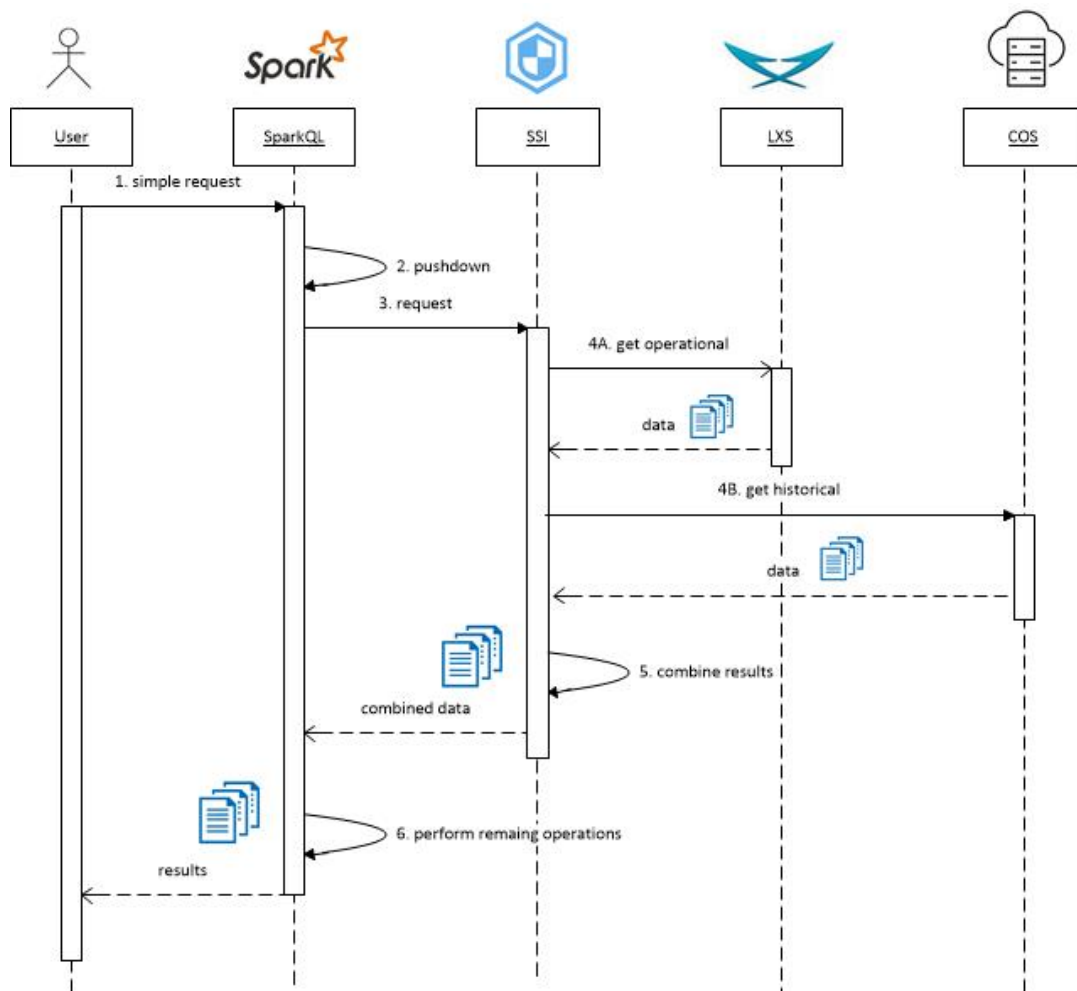 Spark
User
SparkQL
SSI
LXS
COS
1. simple request
2. pushdown
3. request
4A. get operational
data
4B. get historical
data
5. combine results
combined data
6. perform remaing operations
results